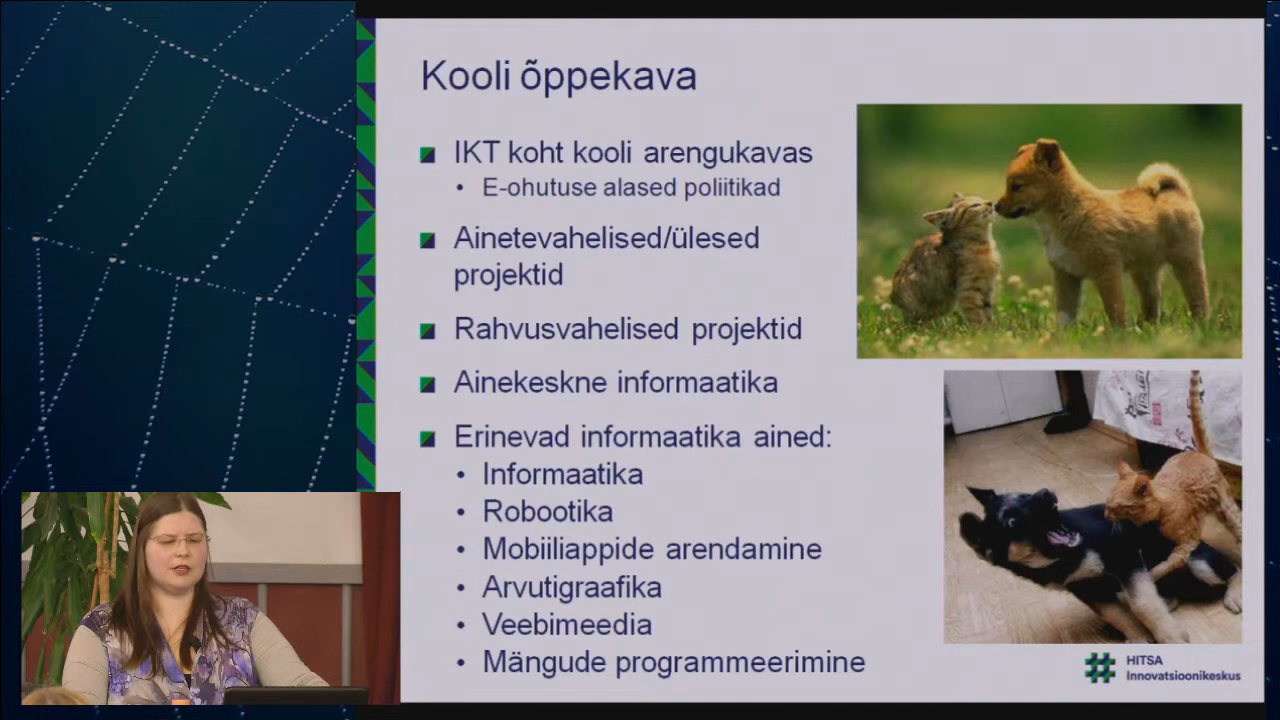 Kooli õppekava
IKT koht kooli arengukavas
E-ohutuse alased poliitikad
Ainetevahelised/ülesed
projektid
Rahvusvahelised projektid
Ainekeskne informaatika
Erinevad informaatika ained:
Informaatika
Robootika
Mobiiliappide arendamine
Arvutigraafika
Veebimeedia
Mängude programmeerimine
HITSA
Innovatsioonikeskus